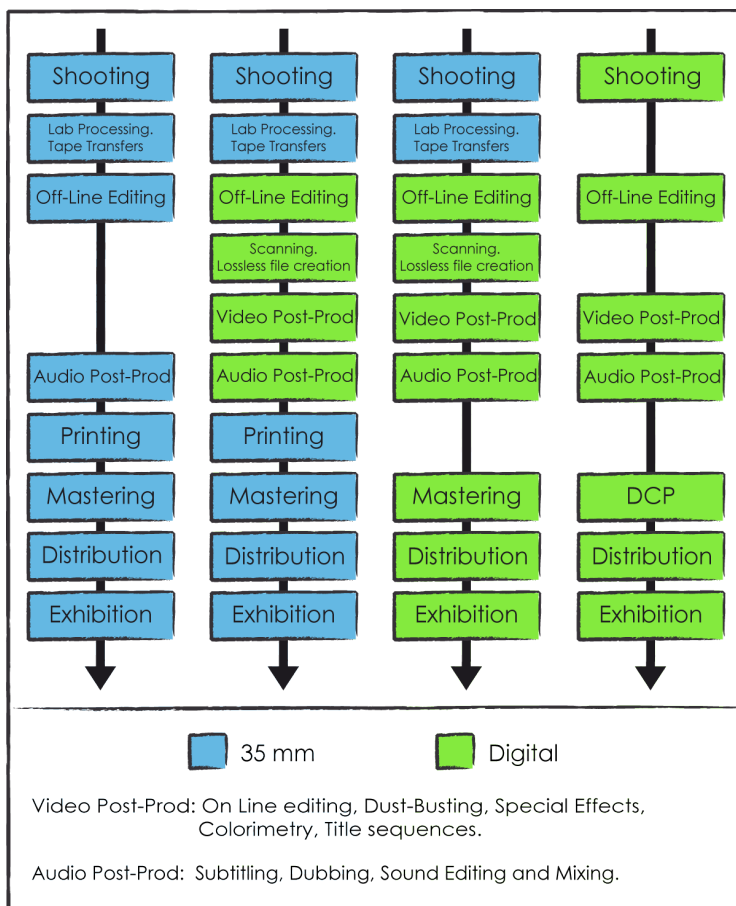 Shooting
Lab Processing.
Tape Transfers
Off-Line Editing
Audio Post-Prod
Printing
Mastering
Distribution
Exhibition
Shooting
Lab Processing.
Tape Transfers
Off-Line Editing
Scanning.
Lossless file creation
Video Post-Prod
Audio Post-Prod
Printing
Mastering
Distribution
Exhibition
Shooting
Lab Processing.
Tape Transfers
Off-Line Editing
Scanning.
Lossless file creation
Video Post-Prod
Audio Post-Prod
Mastering
Distribution
Exhibition
Shooting
Off-Line Editing
Video Post-Prod
Audio Post-Prod
DCP
Distribution
Exhibition
35 mm
Digital
Video Post-Prod: On Line editing, Dust-Busting, Special Effects,
Colorimetry, Title sequences.
Audio Post-Prod: Subtitling, Dubbing, Sound Editing and Mixing.